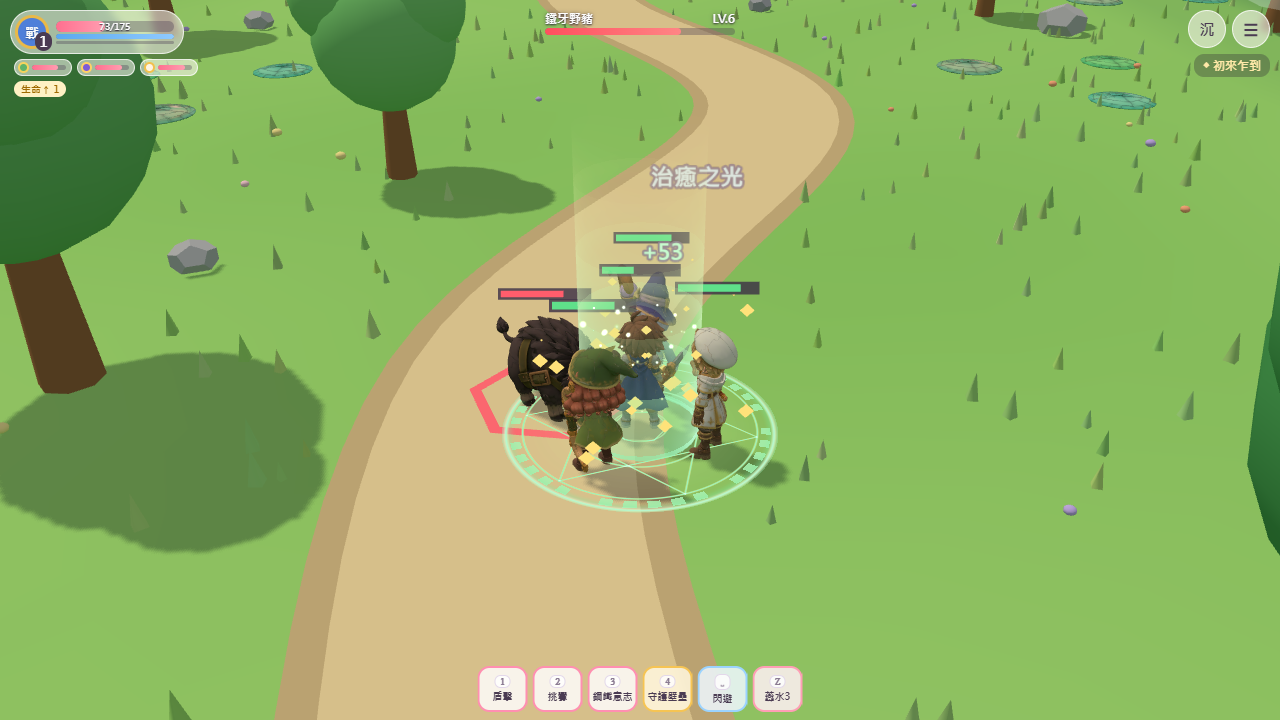 戰
1
73/175
生命↑ 1
鐵牙野豬
LV.6
沉
初來乍到
治癒之光
+53
1
盾擊
2
挑釁
3
鋼鐵意志
4
守護壁壘
閃避
Z
藥水3